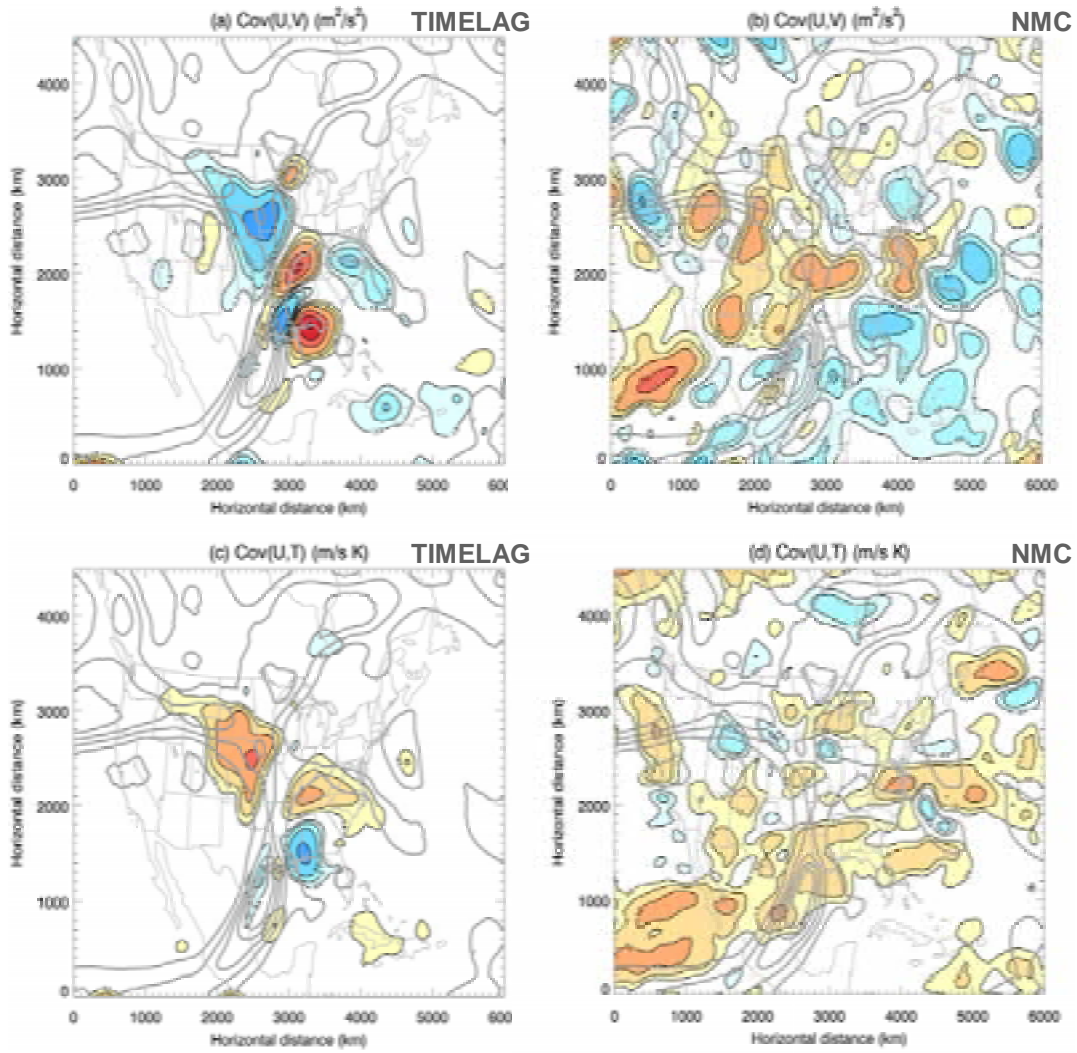 (a) Cov(U,V) (m²/s²) TIMELAG
(b) Cov(U,V) (m²/s²) NMC
4000
3000
2000
1000
0
Horizontal distance (km)
0 1000 2000 3000 4000 5000 600
Horizontal distance (km)
4000
3000
2000
1000
0
Horizontal distance (km)
0 1000 2000 3000 4000 5000 6000
Horizontal distance (km)
(c) Cov(U,T) (m/s K) TIMELAG
(d) Cov(U,T) (m/s K) NMC
4000
3000
2000
1000
0
Horizontal distance (km)
0 1000 2000 3000 4000 5000 600
Horizontal distance (km)
4000
3000
2000
1000
0
Horizontal distance (km)
0 1000 2000 3000 4000 5000 6000
Horizontal distance (km)